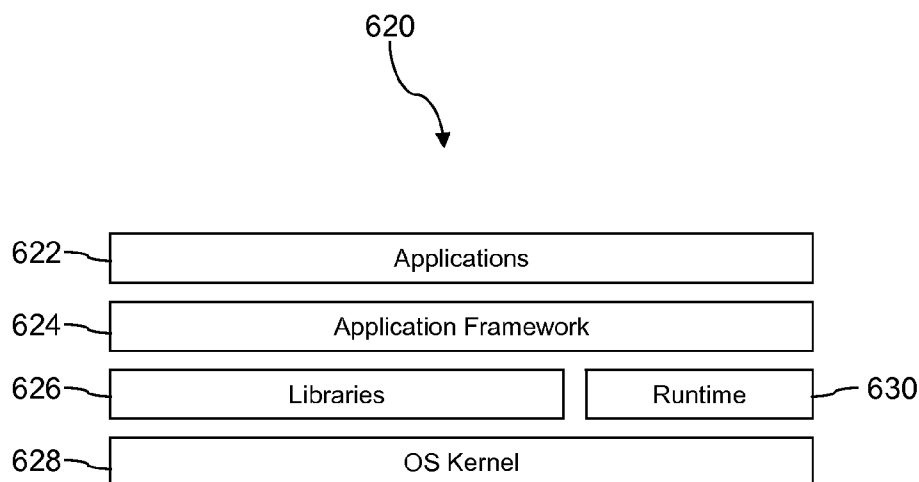 620
622 Applications
624 Application Framework
626 Libraries Runtime 630
628 OS Kernel